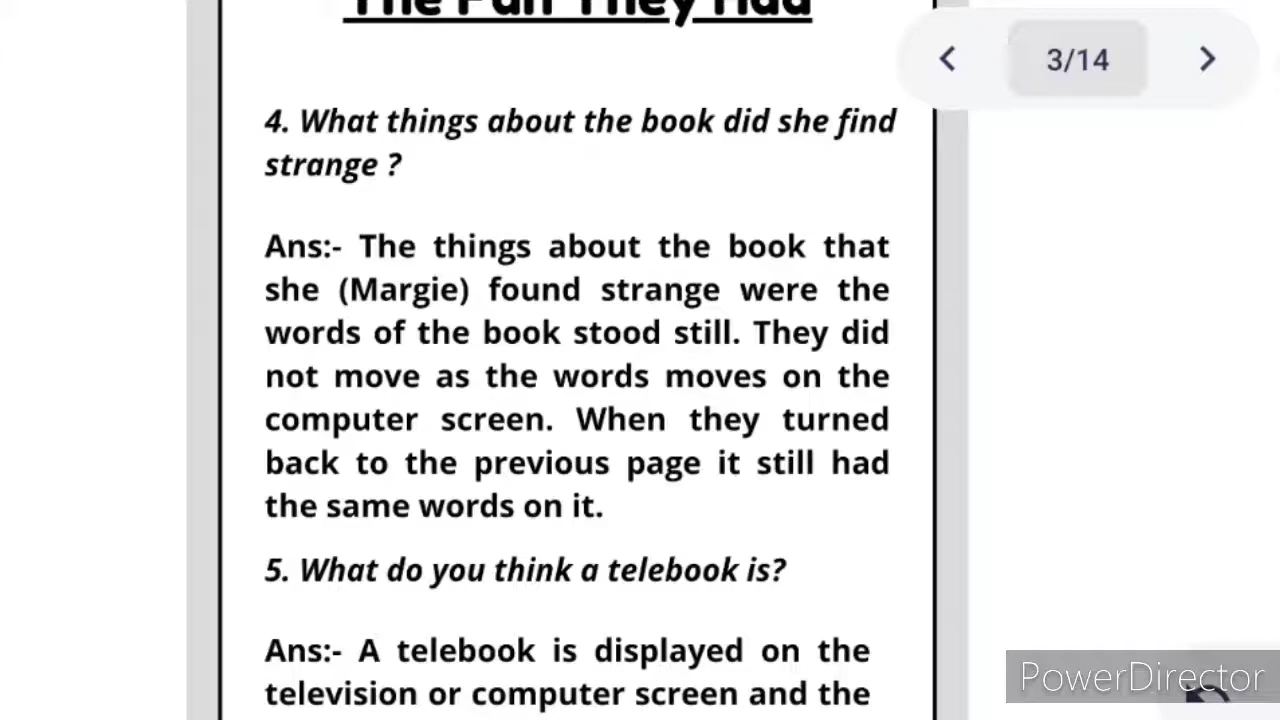 The Fun They Had
3/14
4. What things about the book did she find
strange ?
Ans:- The things about the book that
she (Margie) found strange were the
words of the book stood still. They did
not move as the words moves on the
computer screen. When they turned
back to the previous page it still had
the same words on it.
5. What do you think a telebook is?
Ans:- A telebook is displayed on the
television or computer screen and the
PowerDirector